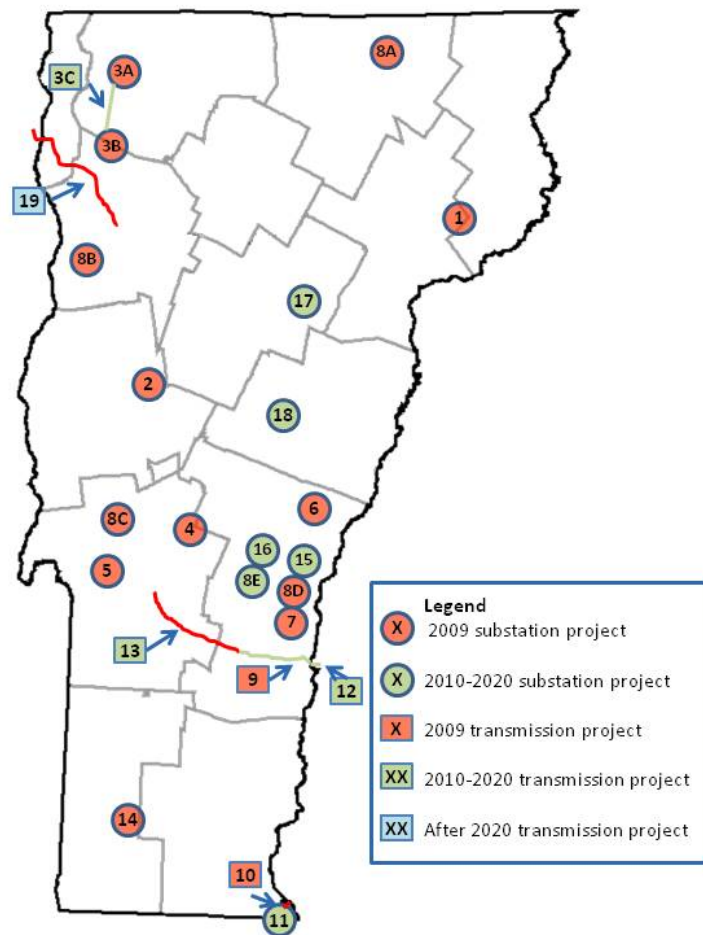 8A
3A
3C
3B
19
1
8B
17
2
18
6
8C
4
16
15
5
8E
8D
7
13
9
12
14
10
11
Legend
X 2009 substation project
X 2010-2020 substation project
X 2009 transmission project
XX 2010-2020 transmission project
XX After 2020 transmission project